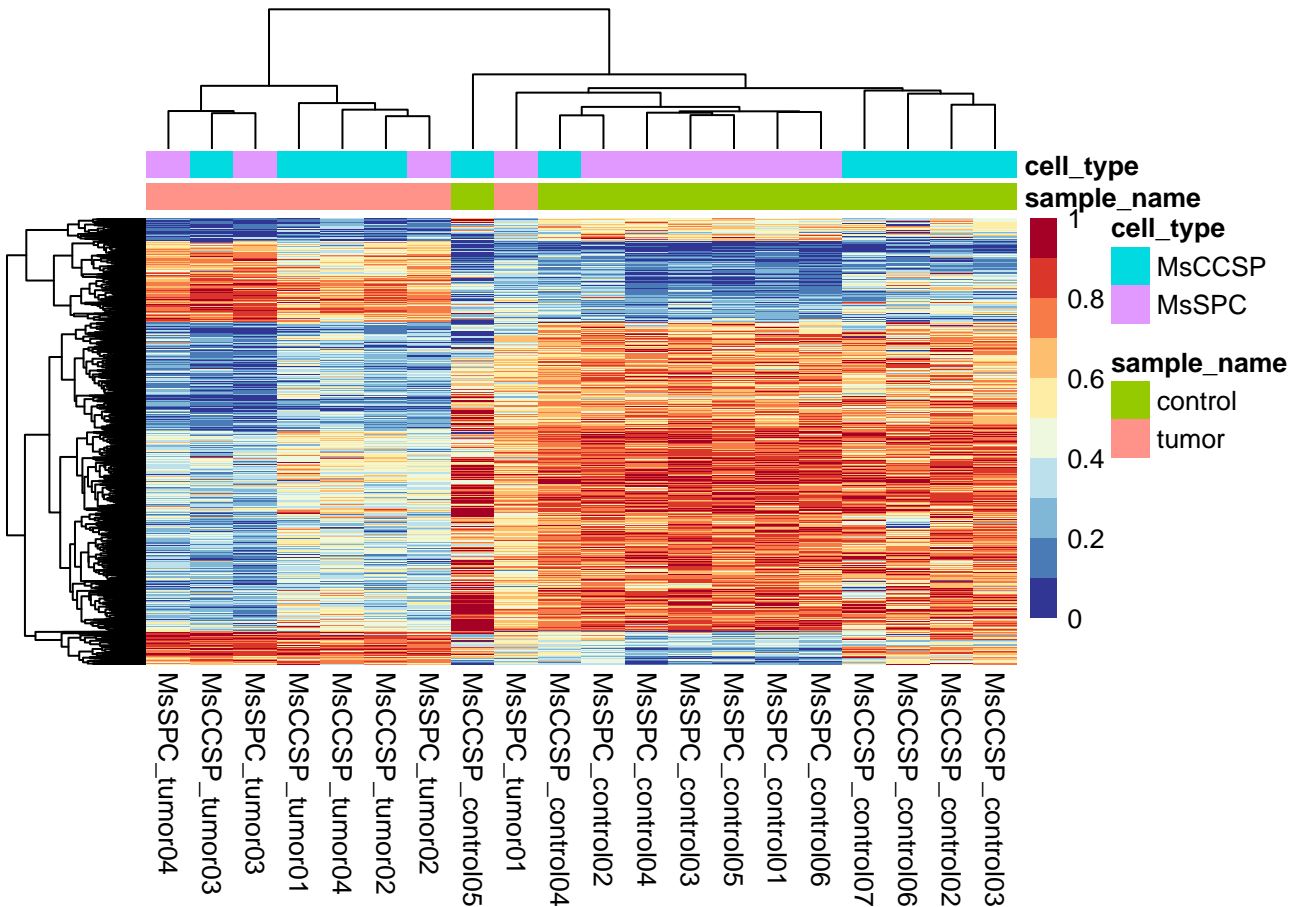 cell_type
sample_name
1
0.8
0.6
0.4
0.2
0
cell_type
MsCCSP
MsSPC
sample_name
control
tumor
MsSPC_tumor04
MsCCSP_tumor03
MsSPC_tumor03
MsCCSP_tumor01
MsCCSP_tumor04
MsCCSP_tumor02
MsSPC_tumor02
MsCCSP_control05
MsSPC_tumor01
MsCCSP_control04
MsSPC_control02
MsSPC_control04
MsSPC_control03
MsSPC_control05
MsSPC_control01
MsSPC_control06
MsCCSP_control07
MsCCSP_control06
MsCCSP_control02
MsCCSP_control03